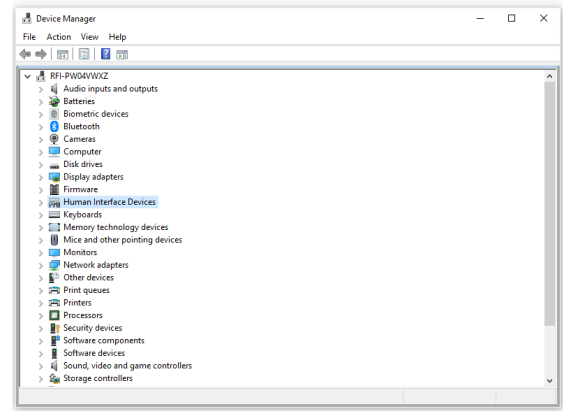 Device Manager
File Action View Help
RFI-PW04VWXZ
Audio inputs and outputs
Batteries
Biometric devices
Bluetooth
Cameras
Computer
Disk drives
Display adapters
Firmware
Human Interface Devices
Keyboards
Memory technology devices
Mice and other pointing devices
Monitors
Network adapters
Other devices
Print queues
Printers
Processors
Security devices
Software components
Software devices
Sound, video and game controllers
Storage controllers